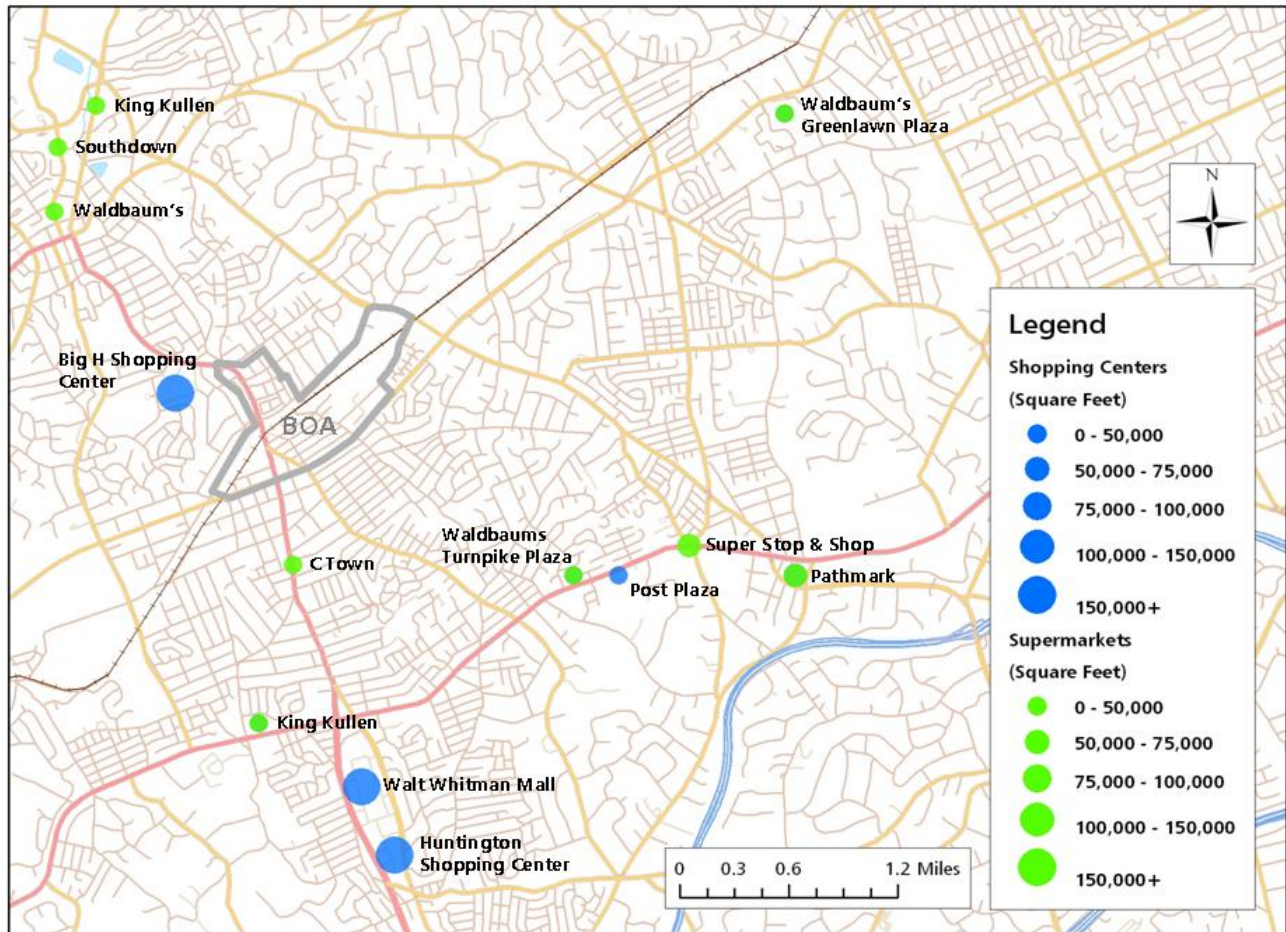 King Kullen
Southdown
Waldbaum's
Waldbaum's
Greenlawn Plaza
N
Big H Shopping
Center
BOA
CTown
Waldbaums
Turnpike Plaza
Post Plaza
Super Stop & Shop
Pathmark
King Kullen
Walt Whitman Mall
Huntington
Shopping Center
0 0.3 0.6 1.2 Miles
Legend
Shopping Centers
(Square Feet)
0 - 50,000
50,000 - 75,000
75,000 - 100,000
100,000 - 150,000
150,000+
Supermarkets
(Square Feet)
0 - 50,000
50,000 - 75,000
75,000 - 100,000
100,000 - 150,000
150,000+